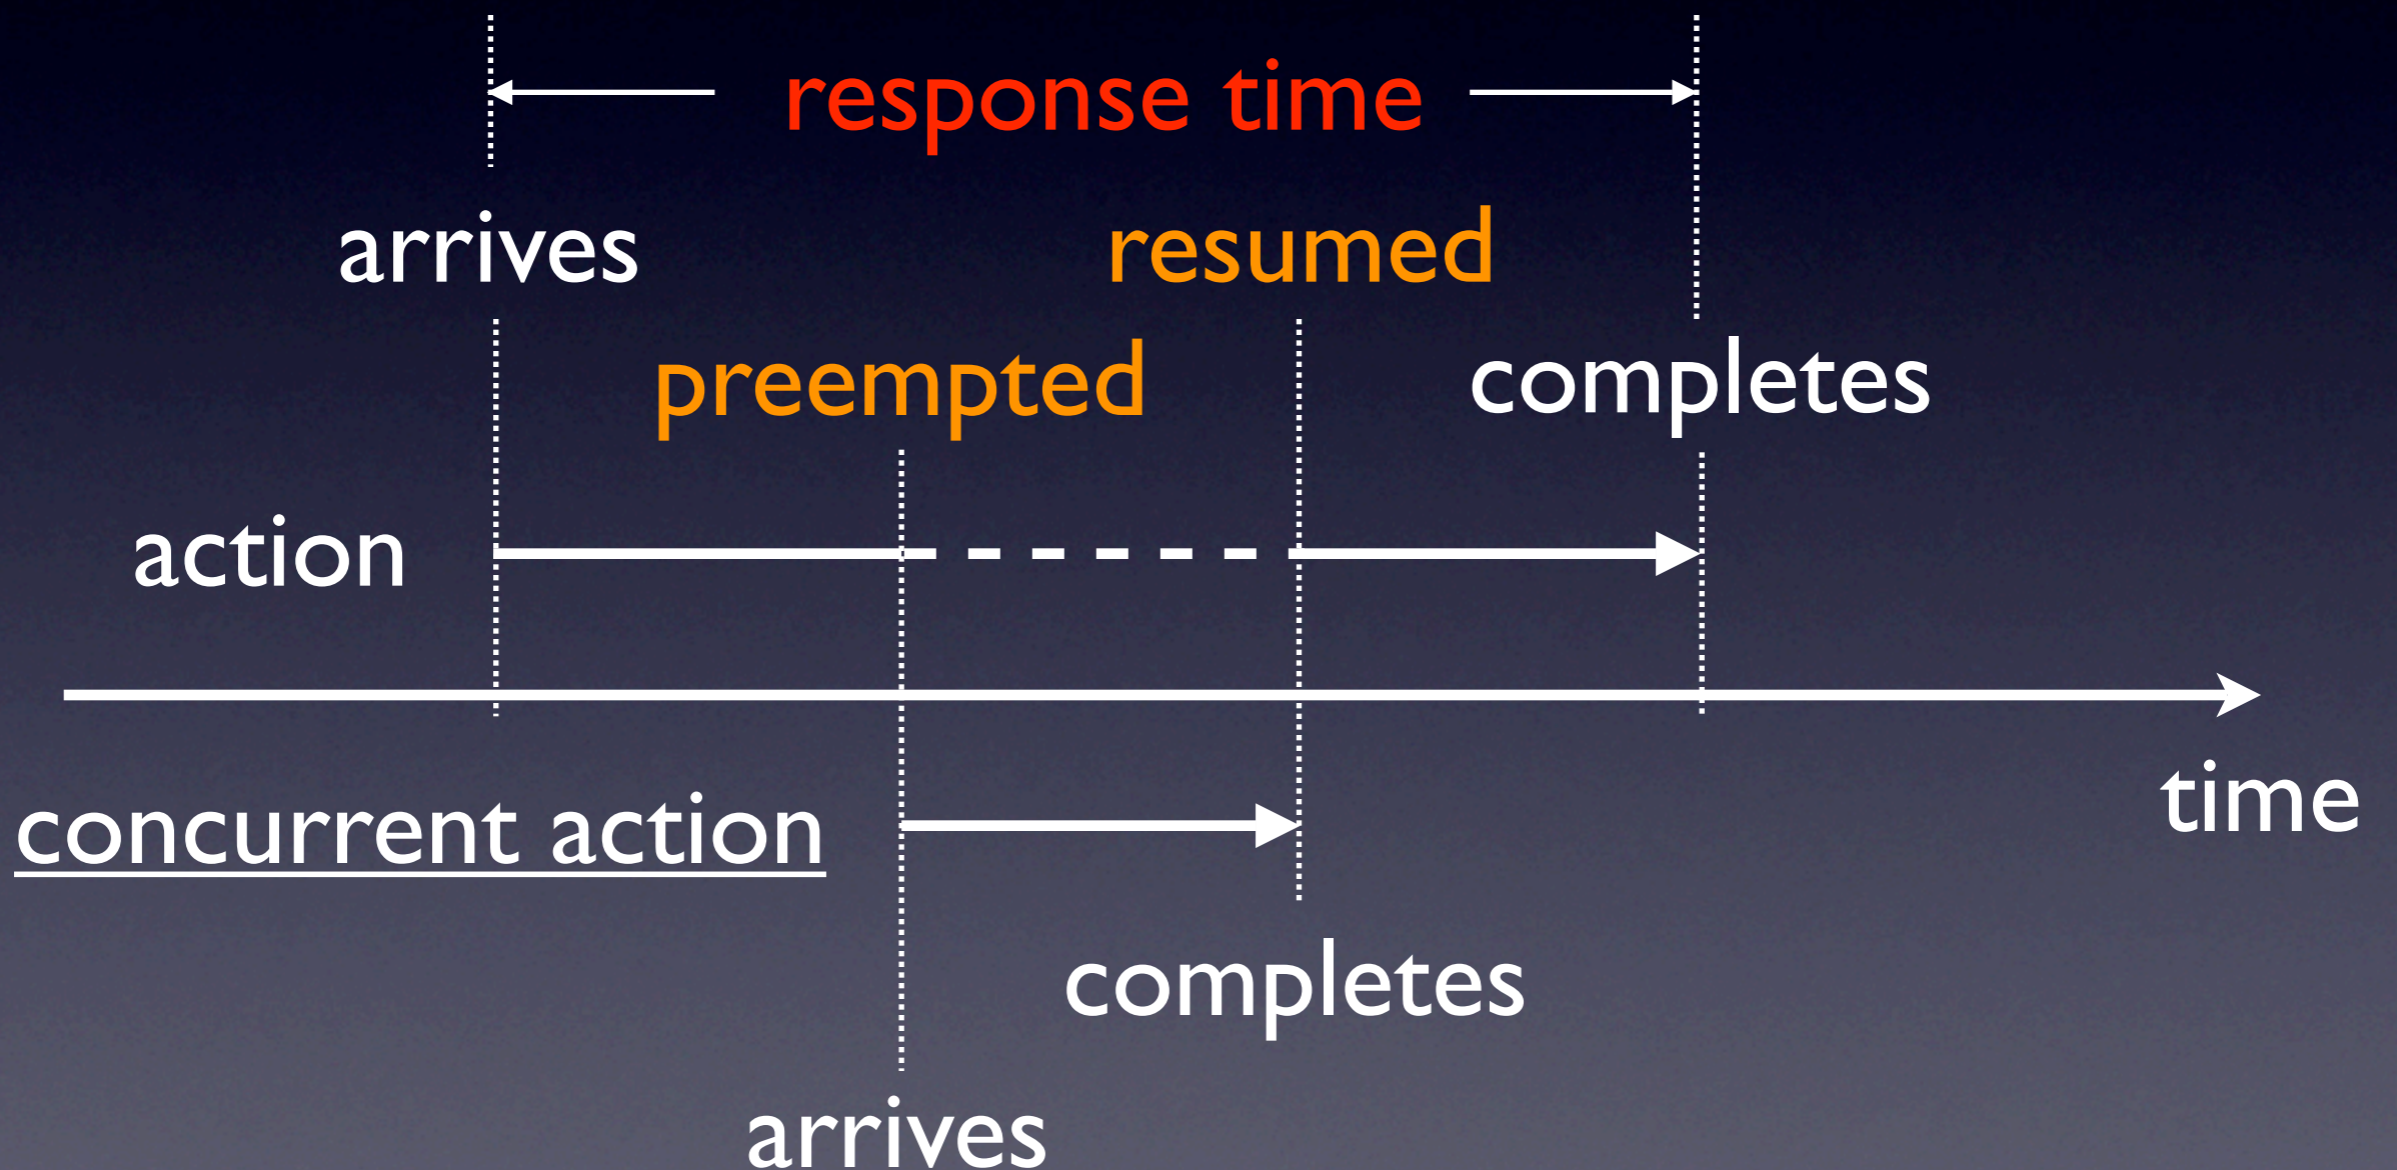 response time
arrives
resumed
preempted
completes
action
time
concurrent action
completes
arrives